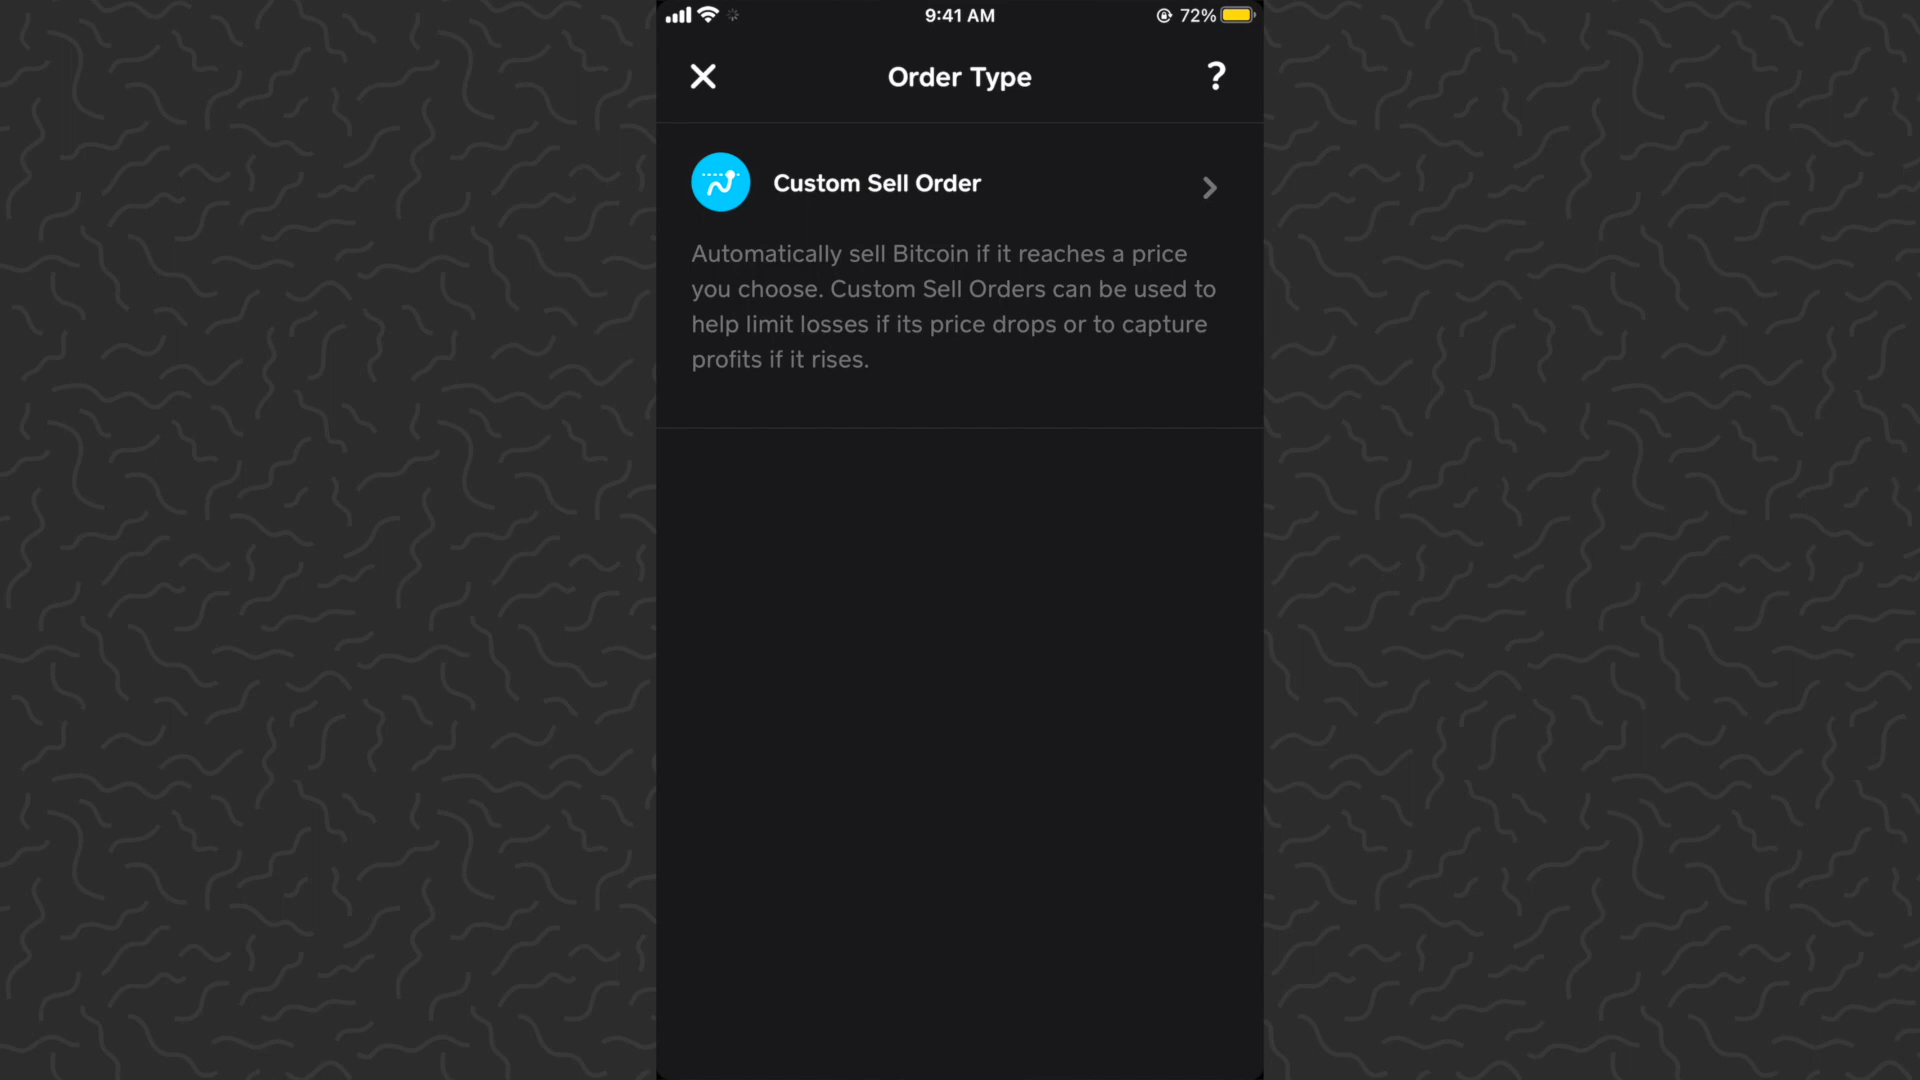 9:41 AM
72%
Order Type
?
Custom Sell Order
Automatically sell Bitcoin if it reaches a price
you choose. Custom Sell Orders can be used to
help limit losses if its price drops or to capture
profits if it rises.